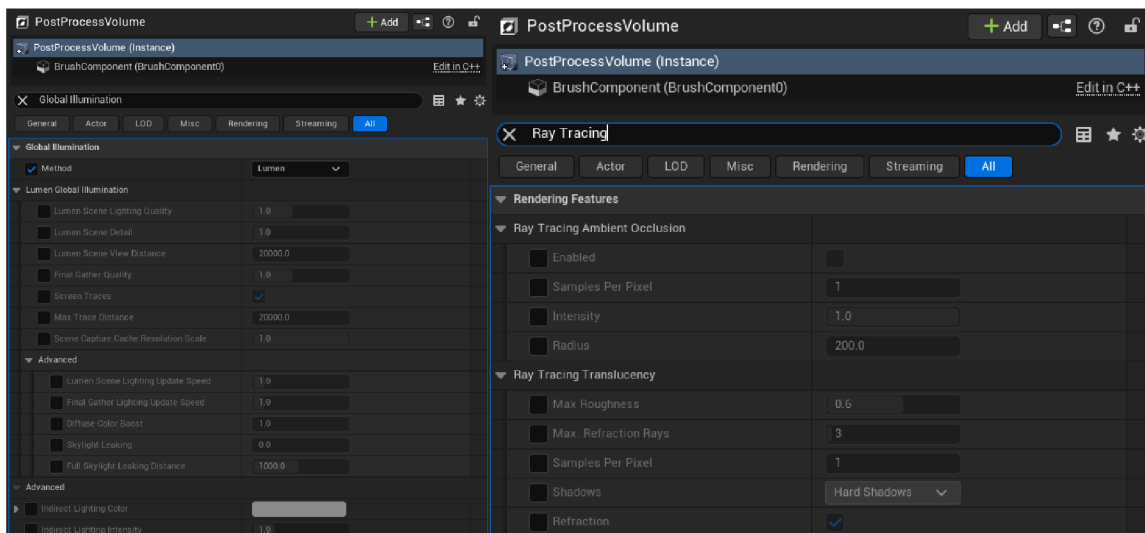 PostProcessVolume
+ Add
PostProcessVolume (Instance)
BrushComponent (BrushComponent0)
Edit in C++
Global Illumination
General Actor LOD Misc Rendering Streaming All
Global Illumination
Method Lumen
Lumen Global Illumination
Lumen Scene Lighting Quality 1.0
Lumen Scene Detail 1.0
Lumen Scene View Distance 20000.0
Final Gather Quality 1.0
Screen Traces
Max Trace Distance 20000.0
Scene Capture Cache Resolution Scale 1.0
Advanced
Lumen Scene Lighting Update Speed 1.0
Final Gather Lighting Update Speed 1.0
Diffuse Color Boost 1.0
Skylight Leaking 0.0
Full Skylight Leaking Distance 1000.0
Advanced
Indirect Lighting Color
Indirect Lighting Intensity 1.0
PostProcessVolume
+ Add
PostProcessVolume (Instance)
BrushComponent (BrushComponent0)
Edit in C++
Ray Tracing
General Actor LOD Misc Rendering Streaming All
Rendering Features
Ray Tracing Ambient Occlusion
Enabled
Samples Per Pixel 1
Intensity 1.0
Radius 200.0
Ray Tracing Translucency
Max Roughness 0.6
Max. Refraction Rays 3
Samples Per Pixel 1
Shadows Hard Shadows
Refraction